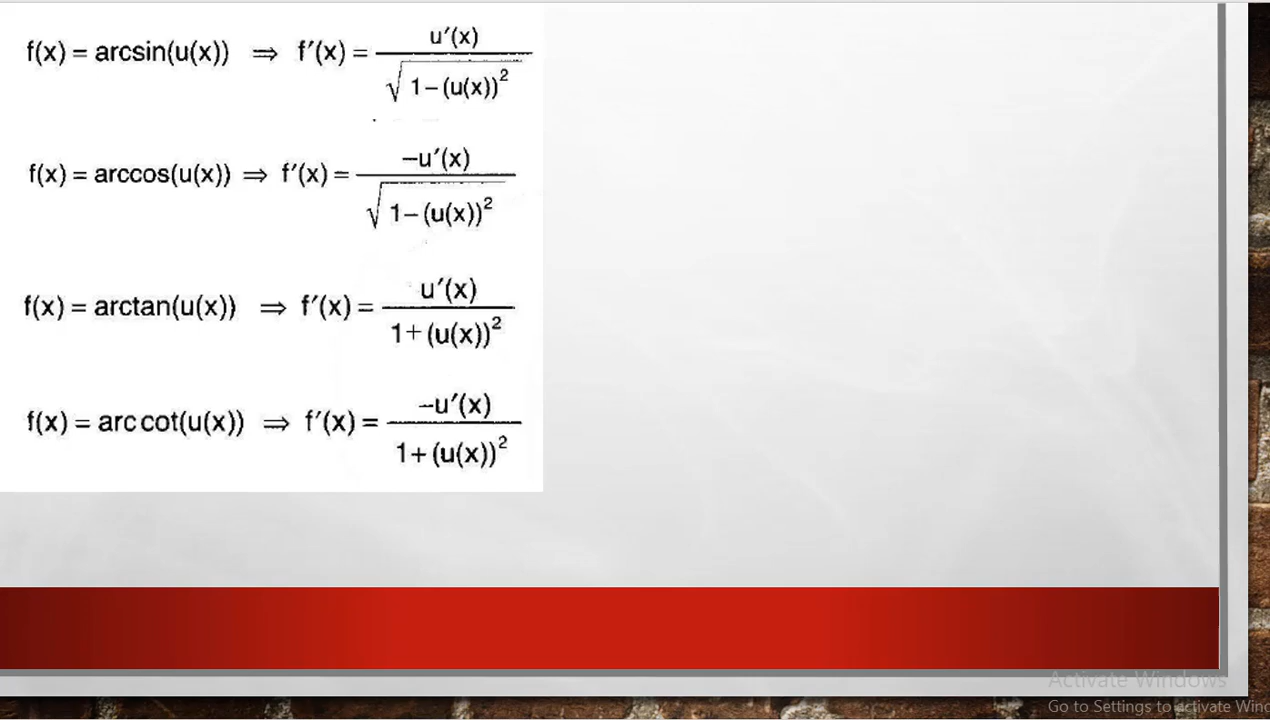 f(x) = arcsin(u(x)) ⇒ f′(x) = u′(x) / √1−(u(x))²
f(x) = arccos(u(x)) ⇒ f′(x) = −u′(x) / √1−(u(x))²
f(x) = arctan(u(x)) ⇒ f′(x) = u′(x) / 1+(u(x))²
f(x) = arc cot(u(x)) ⇒ f′(x) = −u′(x) / 1+(u(x))²
Activate Windows
Go to Settings to activate Wind